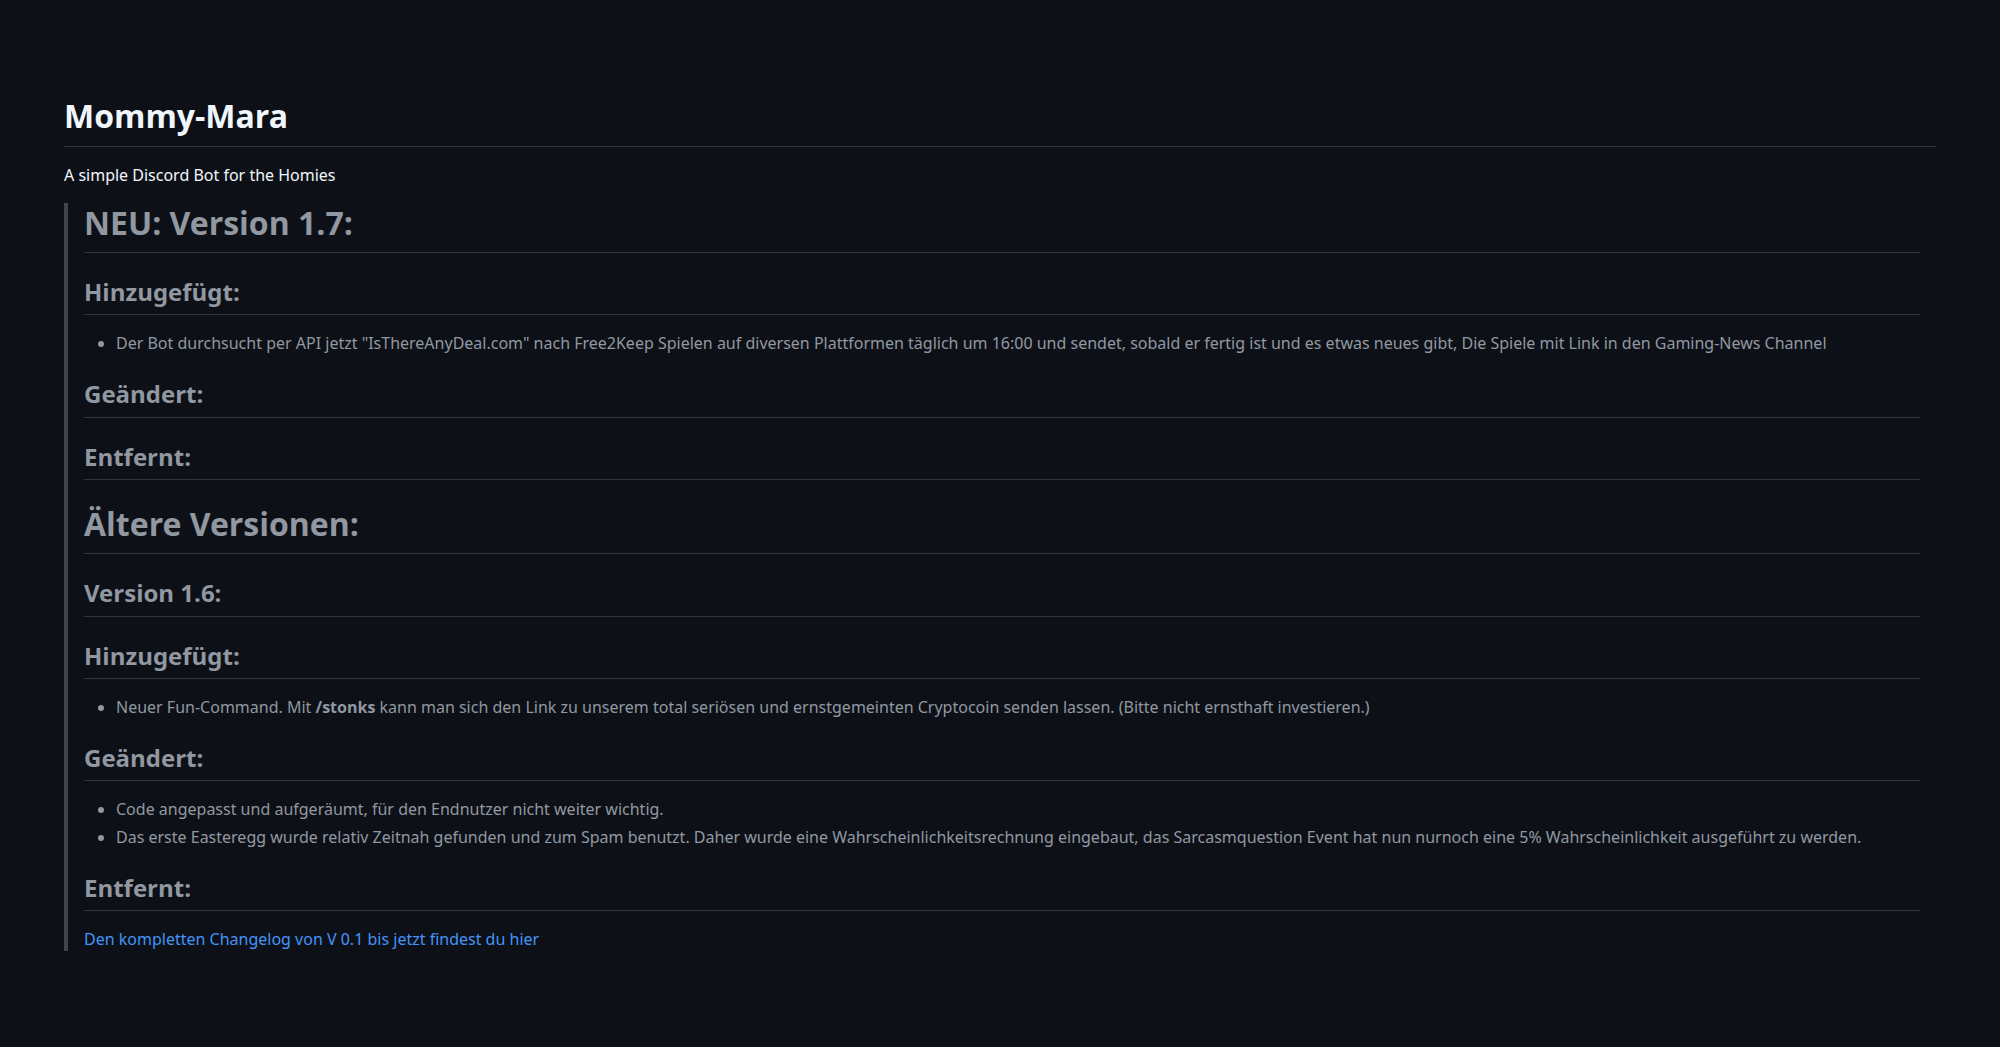 Mommy-Mara
A simple Discord Bot for the Homies
NEU: Version 1.7:
Hinzugefügt:
Der Bot durchsucht per API jetzt "IsThereAnyDeal.com" nach Free2Keep Spielen auf diversen Plattformen täglich um 16:00 und sendet, sobald er fertig ist und es etwas neues gibt, Die Spiele mit Link in den Gaming-News Channel
Geändert:
Entfernt:
Ältere Versionen:
Version 1.6:
Hinzugefügt:
Neuer Fun-Command. Mit /stonks kann man sich den Link zu unserem total seriösen und ernstgemeinten Cryptocoin senden lassen. (Bitte nicht ernsthaft investieren.)
Geändert:
Code angepasst und aufgeräumt, für den Endnutzer nicht weiter wichtig.
Das erste Easteregg wurde relativ Zeitnah gefunden und zum Spam benutzt. Daher wurde eine Wahrscheinlichkeitsrechnung eingebaut, das Sarcasmquestion Event hat nun nurnoch eine 5% Wahrscheinlichkeit ausgeführt zu werden.
Entfernt:
Den kompletten Changelog von V 0.1 bis jetzt findest du hier